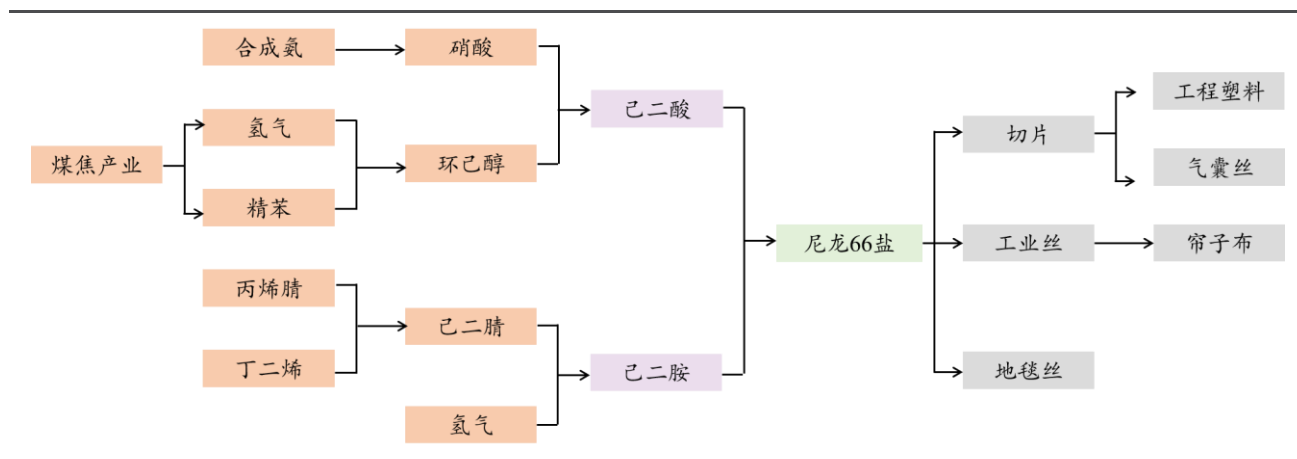 合成氨
硝酸
己二酸
煤焦产业
氢气
精苯
环己醇
丙烯腈
丁二烯
己二腈
氢气
己二胺
尼龙66盐
切片
工程塑料
气囊丝
工业丝
帘子布
地毯丝